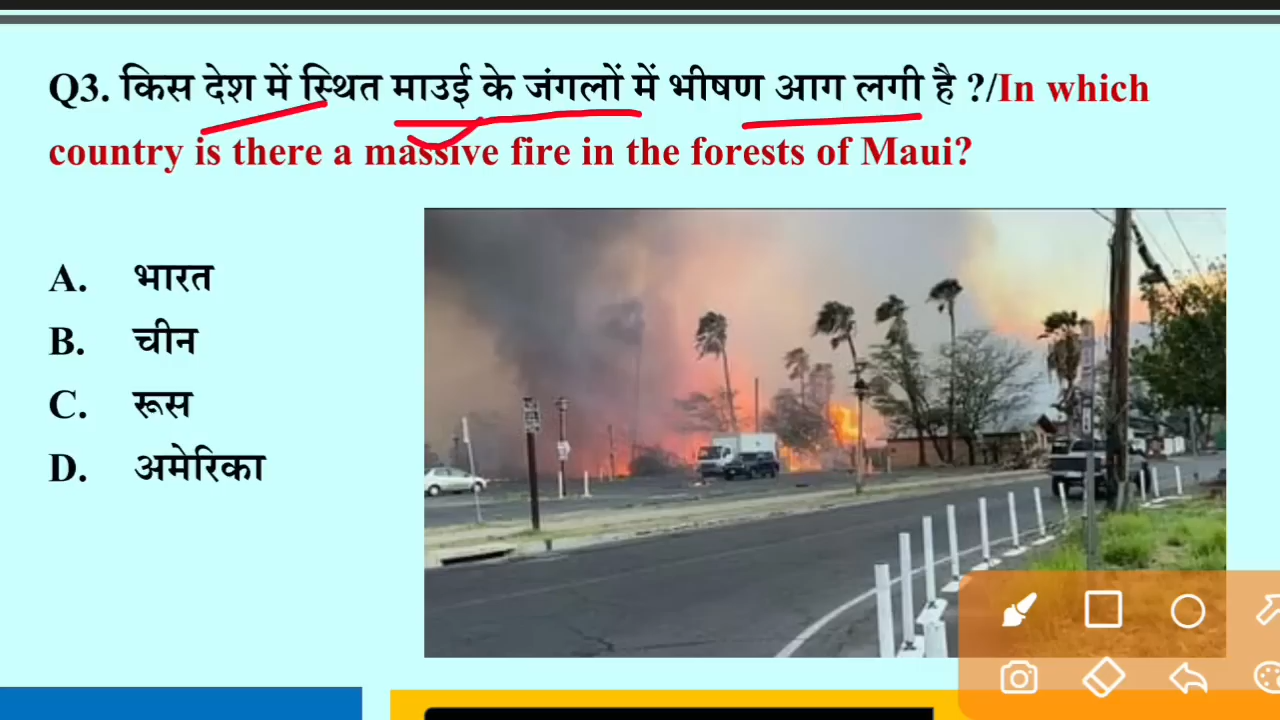 Q3. किस देश में स्थित माउई के जंगलों में भीषण आग लगी है ?/In which
country is there a massive fire in the forests of Maui?
A. भारत
B. चीन
C. रूस
D. अमेरिका